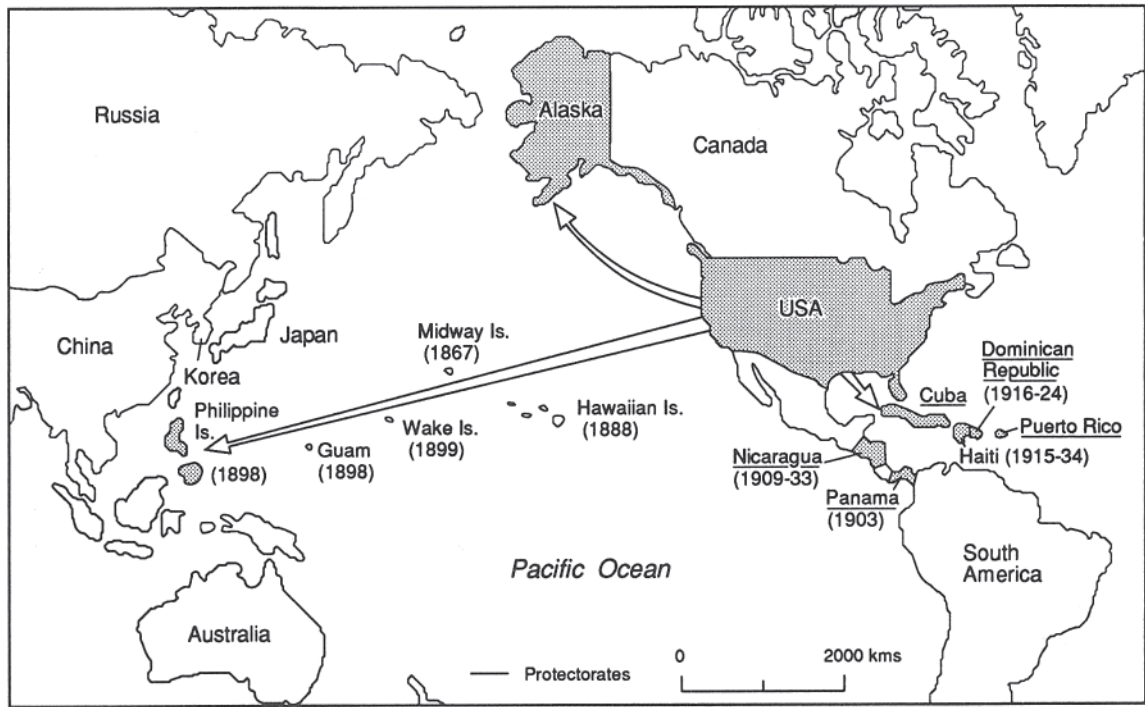 Russia
Alaska
Canada
USA
China
Japan
Korea
Midway Is.
(1867)
Philippine
Is.
(1898)
Guam
(1898)
Wake Is.
(1899)
Hawaiian Is.
(1888)
Dominican
Republic
(1916-24)
Cuba
Puerto Rico
Haiti (1915-34)
Nicaragua
(1909-33)
Panama
(1903)
Pacific Ocean
South
America
Australia
Protectorates
0
2000 kms